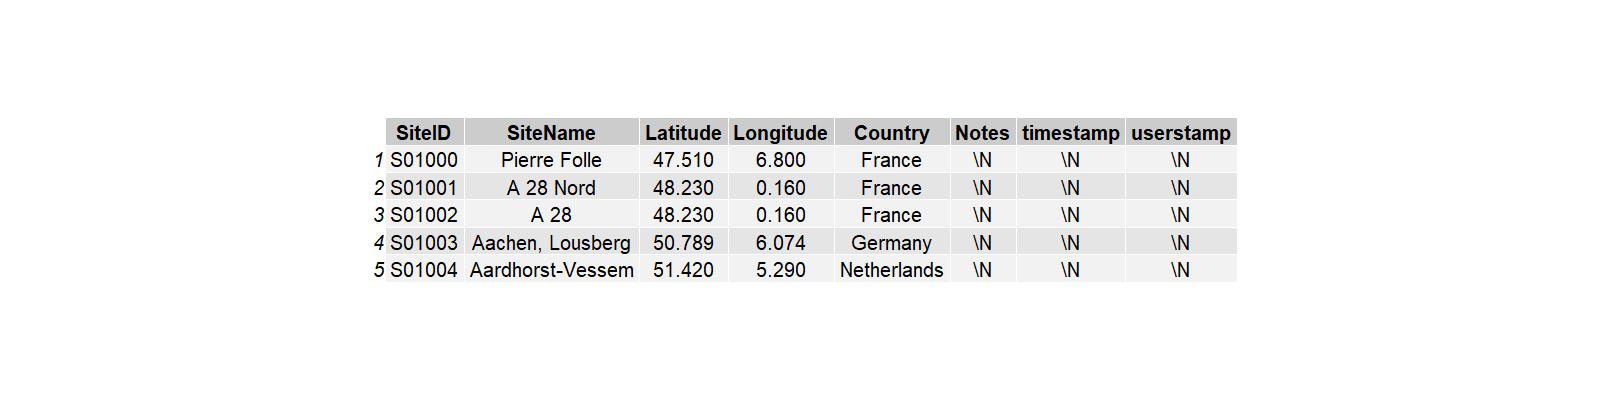 SiteID SiteName Latitude Longitude Country Notes timestamp userstamp
1 S01000 Pierre Folle 47.510 6.800 France \N \N \N
2 S01001 A 28 Nord 48.230 0.160 France \N \N \N
3 S01002 A 28 48.230 0.160 France \N \N \N
4 S01003 Aachen, Lousberg 50.789 6.074 Germany \N \N \N
5 S01004 Aardhorst-Vessem 51.420 5.290 Netherlands \N \N \N